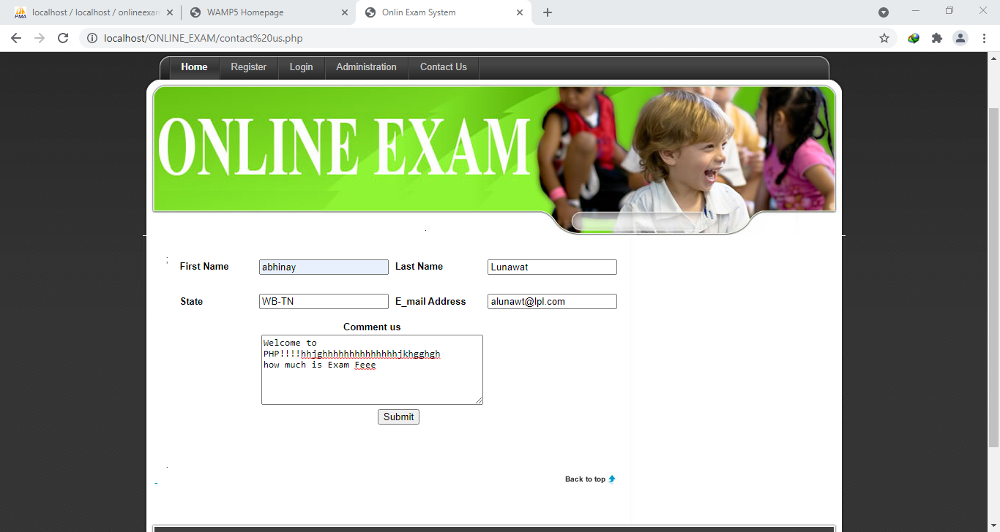 PMA localhost / localhost / onlineexan
WAMP5 Homepage
Onlin Exam System
localhost/ONLINE_EXAM/contact%20us.php
Home Register Login Administration Contact Us
ONLINE EXAM
First Name abhinay Last Name Lunawat
State WB-TN E_mail Address alunawt@lpl.com
Comment us
Welcome to
PHP!!!!hhjghhhhhhhhhhhhhhjkhgghgh
how much is Exam Feee
Submit
Back to top